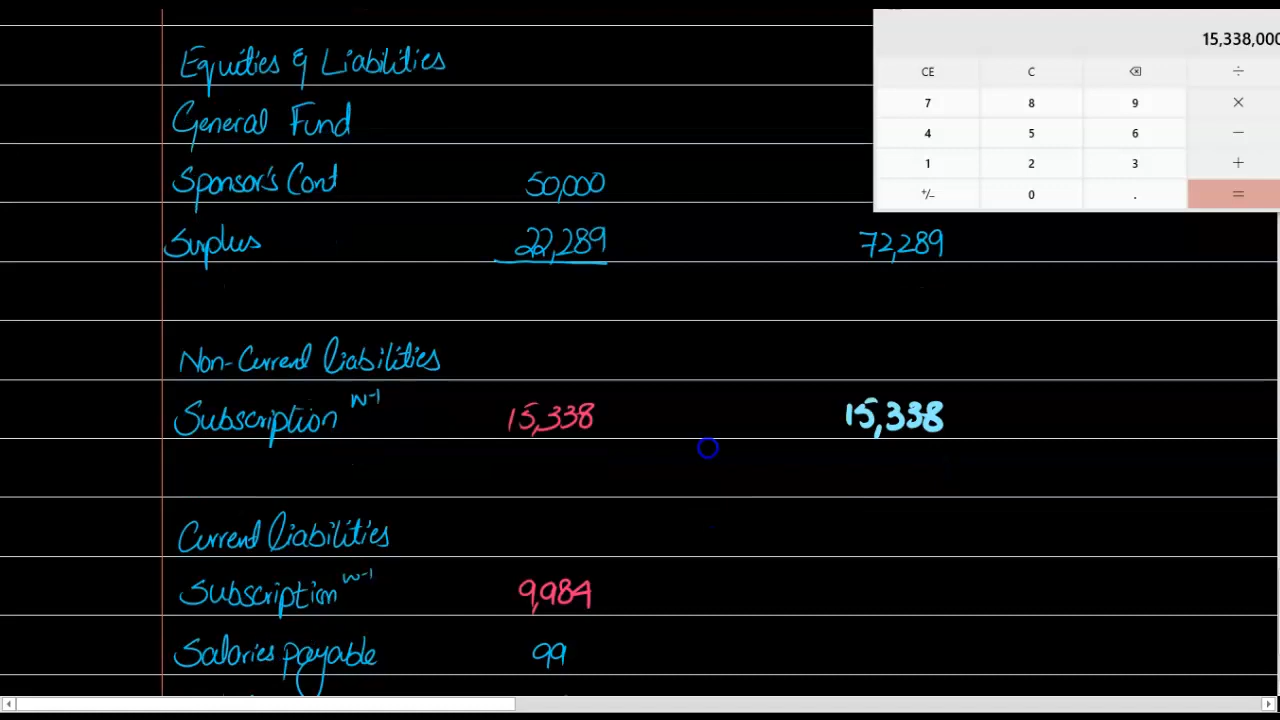 15,338,000
CE C ⌫ ÷
7 8 9 ×
4 5 6 −
1 2 3 +
+/− 0 . =
Equities & Liabilities
General Fund
Sponsor's Cont 50,000
Surplus 22,289 72,289
Non-Current liabilities
Subscription W-1 15,338 15,338
Current liabilities
Subscription W-1 9,984
Salaries payable 99